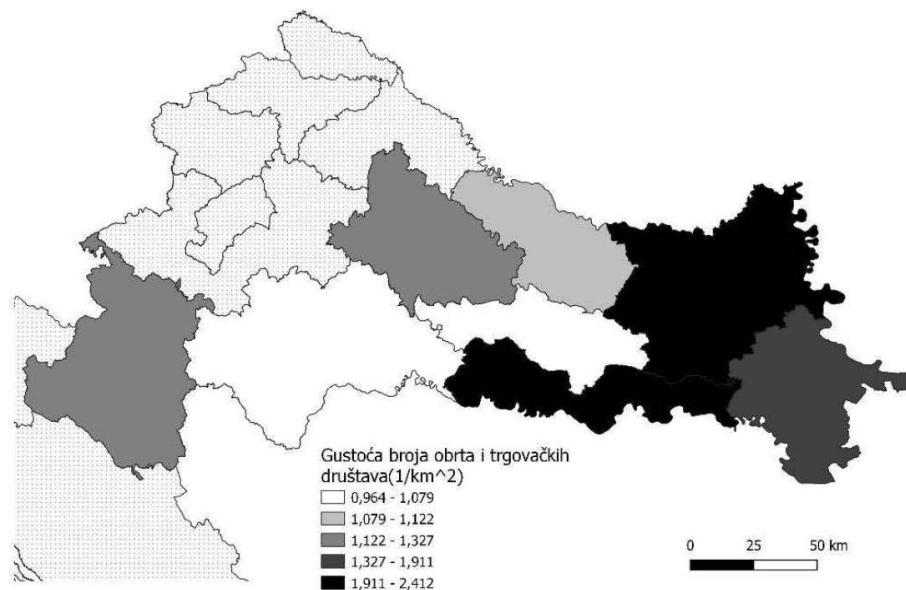 Gustoća broja obrta i trgovačkih
društava(1/km^2)
0,964 - 1,079
1,079 - 1,122
1,122 - 1,327
1,327 - 1,911
1,911 - 2,412
0 25 50 km